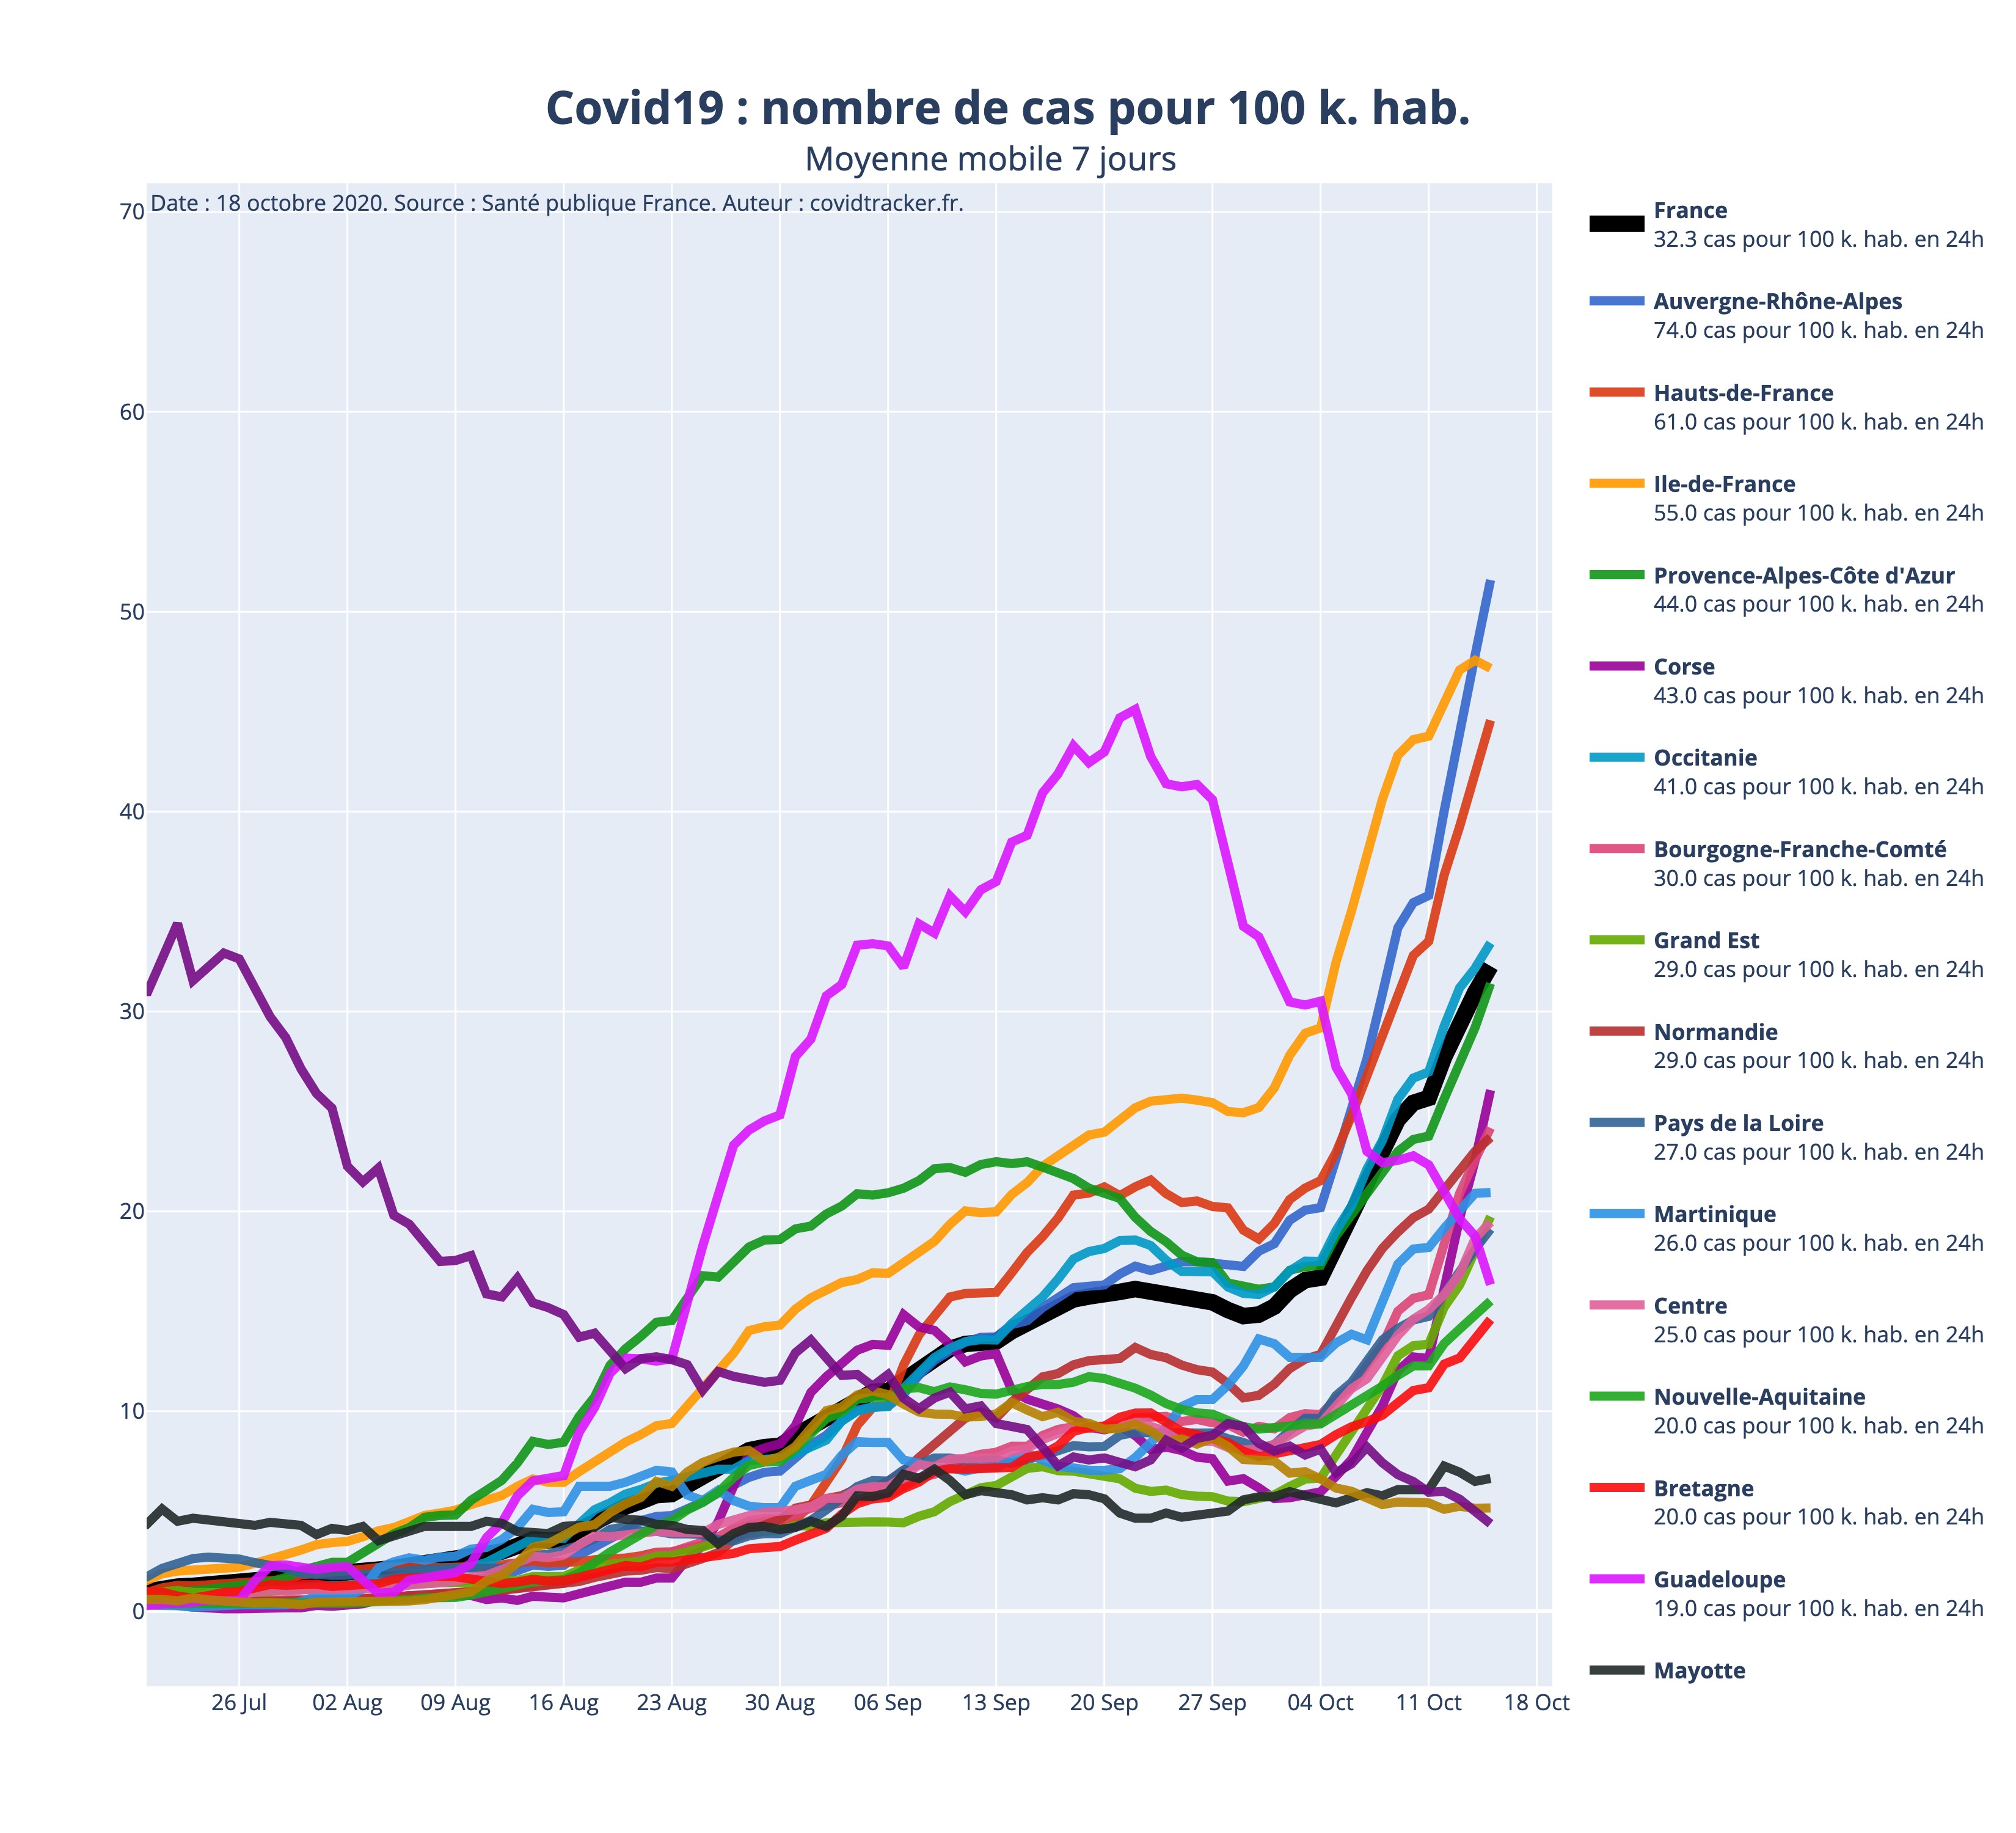 Covid19 : nombre de cas pour 100 k. hab.
Moyenne mobile 7 jours
Date : 18 octobre 2020. Source : Santé publique France. Auteur : covidtracker.fr.
70
60
50
40
30
20
10
0
26 Jul
02 Aug
09 Aug
16 Aug
23 Aug
30 Aug
06 Sep
13 Sep
20 Sep
27 Sep
04 Oct
11 Oct
18 Oct
France
32.3 cas pour 100 k. hab. en 24h
Auvergne-Rhône-Alpes
74.0 cas pour 100 k. hab. en 24h
Hauts-de-France
61.0 cas pour 100 k. hab. en 24h
Ile-de-France
55.0 cas pour 100 k. hab. en 24h
Provence-Alpes-Côte d'Azur
44.0 cas pour 100 k. hab. en 24h
Corse
43.0 cas pour 100 k. hab. en 24h
Occitanie
41.0 cas pour 100 k. hab. en 24h
Bourgogne-Franche-Comté
30.0 cas pour 100 k. hab. en 24h
Grand Est
29.0 cas pour 100 k. hab. en 24h
Normandie
29.0 cas pour 100 k. hab. en 24h
Pays de la Loire
27.0 cas pour 100 k. hab. en 24h
Martinique
26.0 cas pour 100 k. hab. en 24h
Centre
25.0 cas pour 100 k. hab. en 24h
Nouvelle-Aquitaine
20.0 cas pour 100 k. hab. en 24h
Bretagne
20.0 cas pour 100 k. hab. en 24h
Guadeloupe
19.0 cas pour 100 k. hab. en 24h
Mayotte